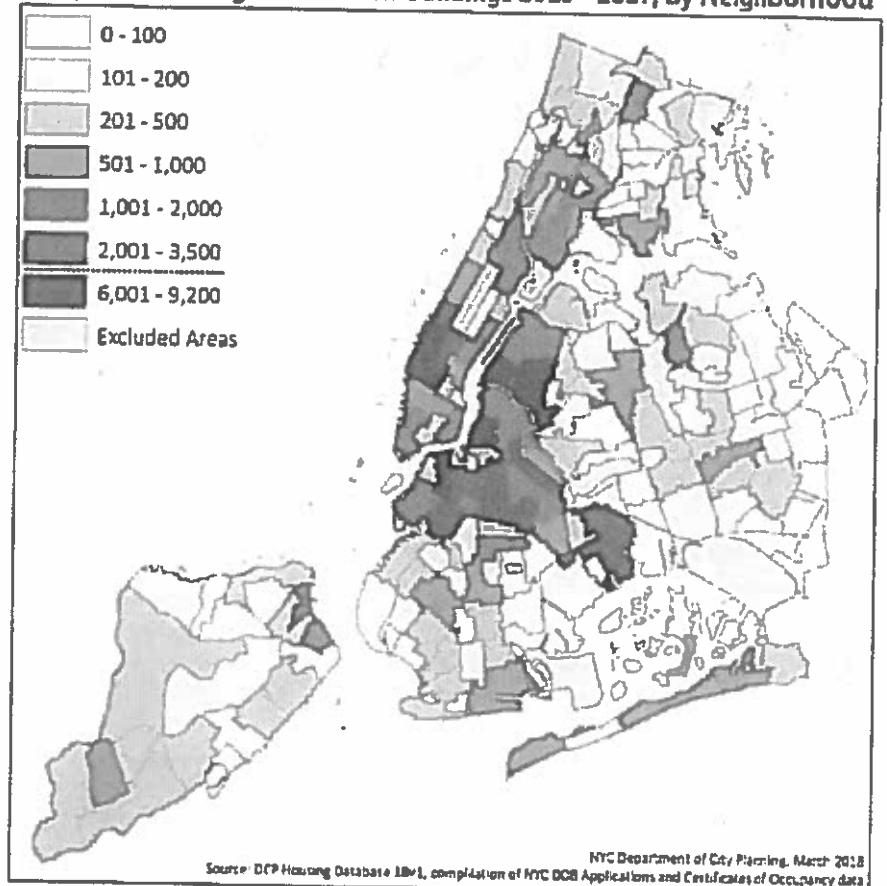 Buildings 2010 - 2017, by Neighborhood
0 - 100
101 - 200
201 - 500
501 - 1,000
1,001 - 2,000
2,001 - 3,500
6,001 - 9,200
Excluded Areas
NYC Department of City Planning, March 2018
Source: DCP Housing Database 18v1, compilation of NYC DOB Applications and Certificates of Occupancy data